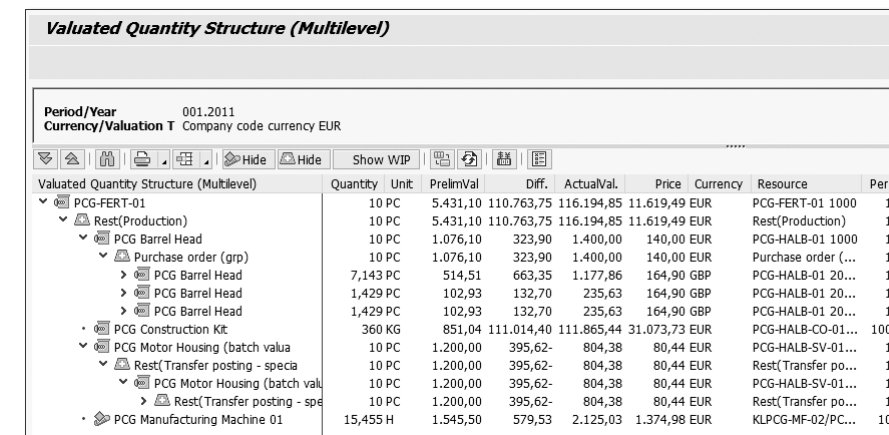 Valuated Quantity Structure (Multilevel)
Period/Year 001.2011
Currency/Valuation T Company code currency EUR
Hide Hide Show WIP
Valuated Quantity Structure (Multilevel) Quantity Unit PrelimVal Diff. ActualVal. Price Currency Resource Per
PCG-FERT-01 10 PC 5.431,10 110.763,75 116.194,85 11.619,49 EUR PCG-FERT-01 1000 1
Rest(Production) 10 PC 5.431,10 110.763,75 116.194,85 11.619,49 EUR Rest(Production) 1
PCG Barrel Head 10 PC 1.076,10 323,90 1.400,00 140,00 EUR PCG-HALB-01 1000 1
Purchase order (grp) 10 PC 1.076,10 323,90 1.400,00 140,00 EUR Purchase order (... 1
PCG Barrel Head 7,143 PC 514,51 663,35 1.177,86 164,90 GBP PCG-HALB-01 20... 1
PCG Barrel Head 1,429 PC 102,93 132,70 235,63 164,90 GBP PCG-HALB-01 20... 1
PCG Barrel Head 1,429 PC 102,93 132,70 235,63 164,90 GBP PCG-HALB-01 20... 1
PCG Construction Kit 360 KG 851,04 111.014,40 111.865,44 31.073,73 EUR PCG-HALB-CO-01... 100
PCG Motor Housing (batch valua 10 PC 1.200,00 395,62- 804,38 80,44 EUR PCG-HALB-SV-01... 1
Rest(Transfer posting - specia 10 PC 1.200,00 395,62- 804,38 80,44 EUR Rest(Transfer po... 1
PCG Motor Housing (batch valu 10 PC 1.200,00 395,62- 804,38 80,44 EUR PCG-HALB-SV-01... 1
Rest(Transfer posting - spe 10 PC 1.200,00 395,62- 804,38 80,44 EUR Rest(Transfer po... 1
PCG Manufacturing Machine 01 15,455 H 1.545,50 579,53 2.125,03 1.374,98 EUR KLPCG-MF-02/PC... 10